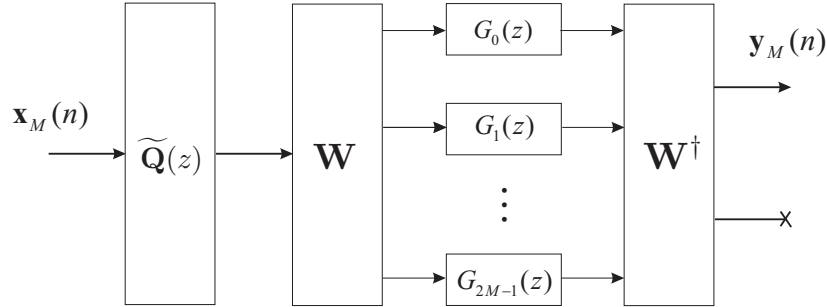 𝐱_M(n)
Q̃(z)
W
G_0(z)
G_1(z)
⋮
G_{2M−1}(z)
W^†
𝐲_M(n)